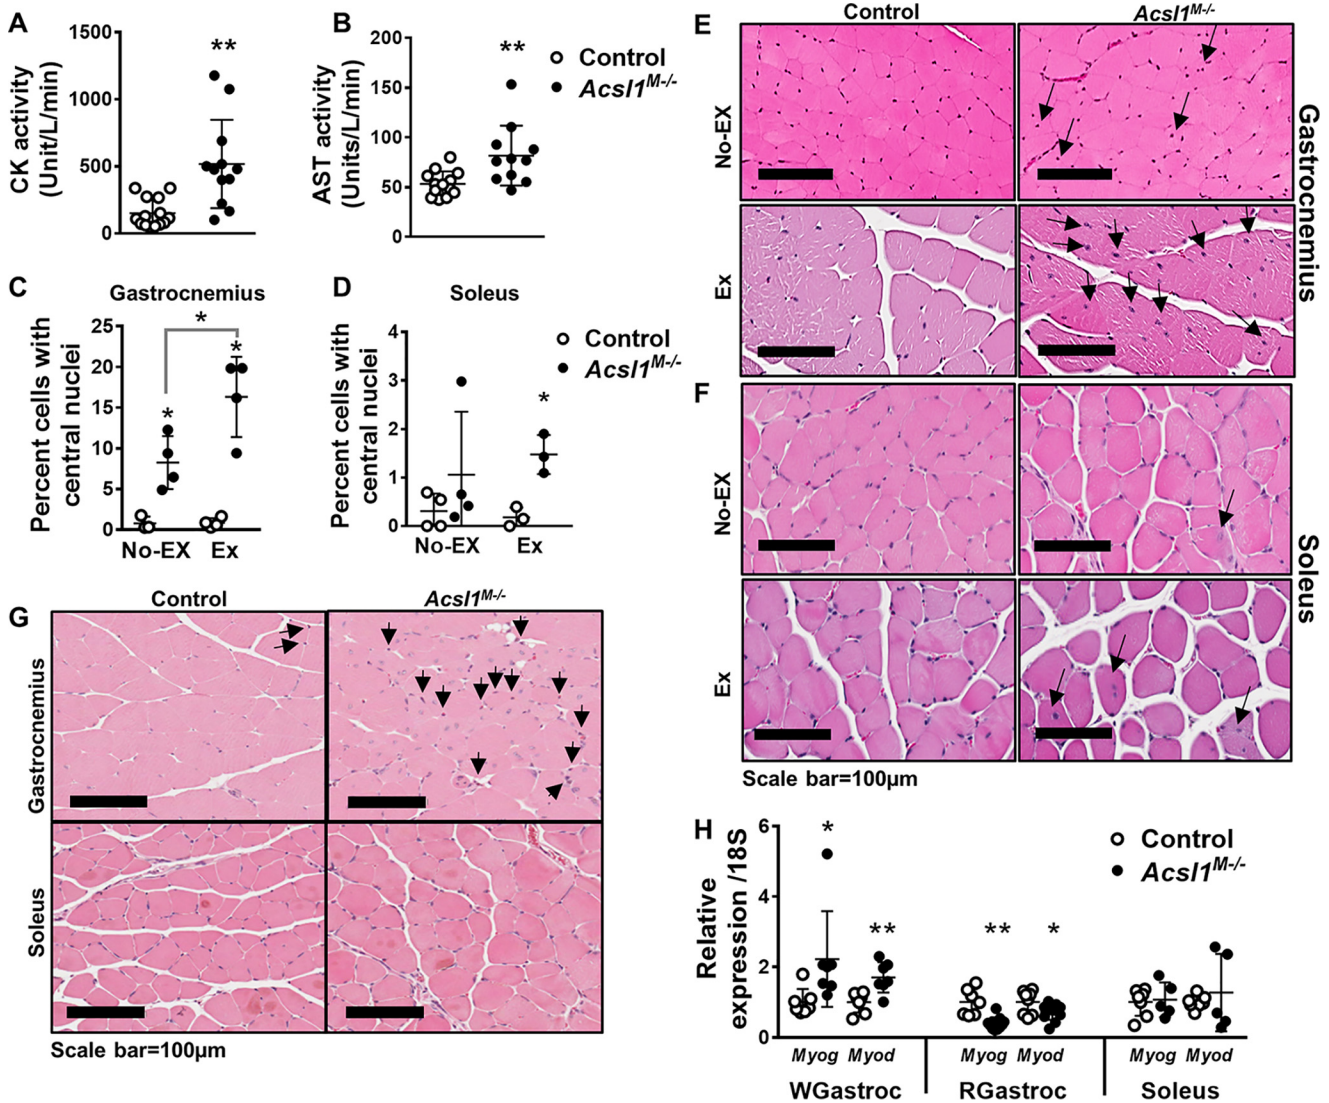 A
CK activity
(Unit/L/min)
1500
1000
500
0
**
B
AST activity
(Units/L/min)
200
150
100
50
0
**
Control
Acsl1M-/-
C
Gastrocnemius
Percent cells with
central nuclei
25
20
15
10
5
0
*
*
*
No-EX
Ex
D
Soleus
Percent cells with
central nuclei
4
3
2
1
0
*
Control
Acsl1M-/-
No-EX
Ex
E
Control
Acsl1M-/-
No-EX
Ex
Gastrocnemius
F
No-EX
Ex
Soleus
Scale bar=100µm
G
Control
Acsl1M-/-
Gastrocnemius
Soleus
Scale bar=100µm
H
Relative
expression /18S
6
4
2
0
*
**
**
*
Control
Acsl1M-/-
Myog Myod Myog Myod Myog Myod
WGastroc RGastroc Soleus